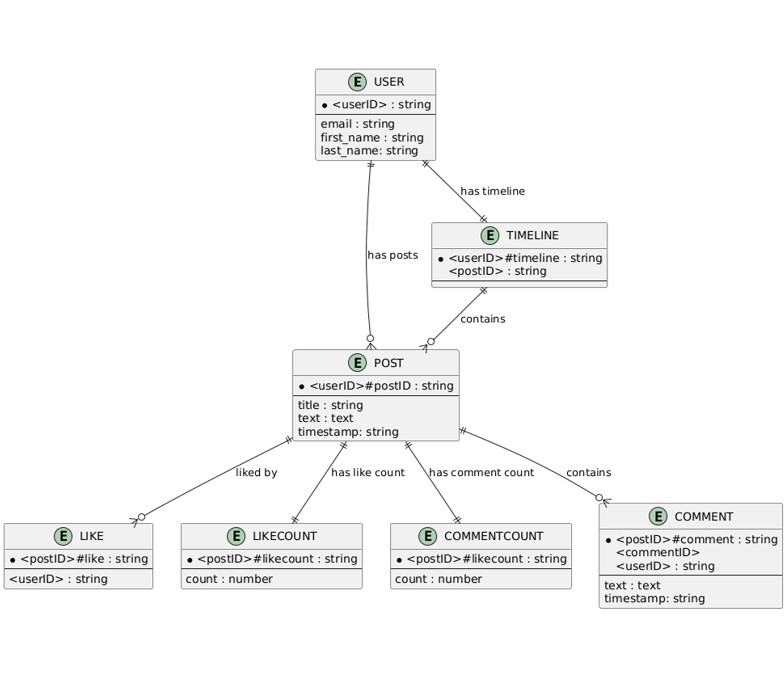 E USER
* <userID> : string
email : string
first_name : string
last_name: string
has timeline
E TIMELINE
* <userID>#timeline : string
<postID> : string
has posts
contains
E POST
* <userID>#postID : string
title : string
text : text
timestamp: string
liked by
has like count
has comment count
contains
E LIKE
* <postID>#like : string
<userID> : string
E LIKECOUNT
* <postID>#likecount : string
count : number
E COMMENTCOUNT
* <postID>#likecount : string
count : number
E COMMENT
* <postID>#comment : string
<commentID>
<userID> : string
text : text
timestamp: string